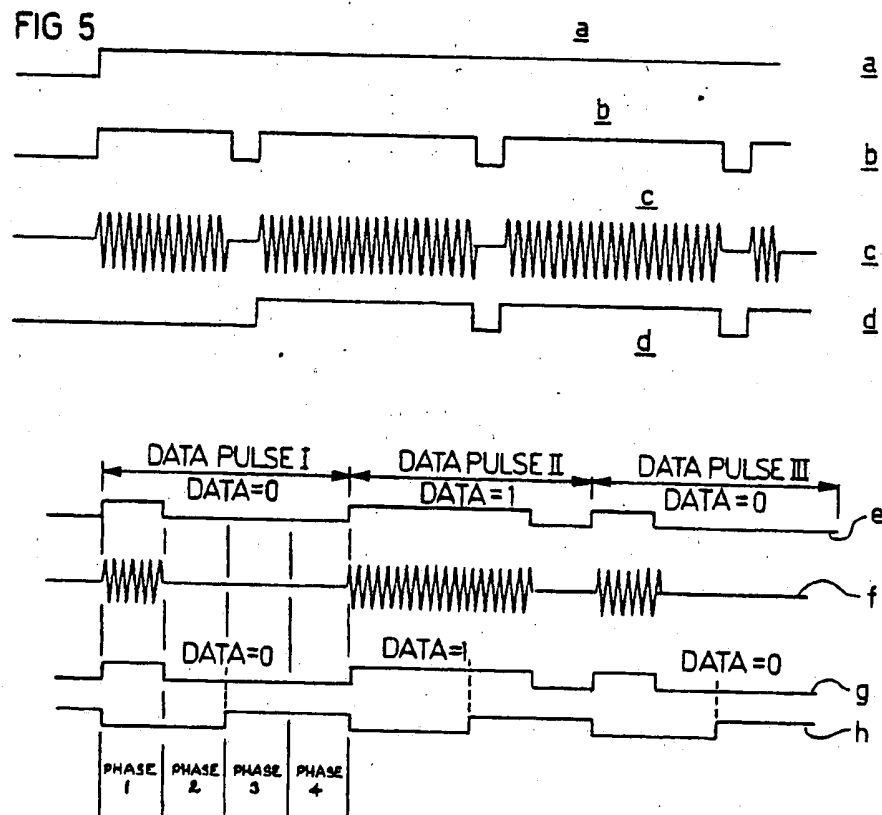 FIG 5
a
a
b
b
c
c
d
d
DATA PULSE I
DATA PULSE II
DATA PULSE III
DATA=0
DATA=1
DATA=0
e
f
DATA=0
DATA=1
DATA=0
g
h
PHASE 1
PHASE 2
PHASE 3
PHASE 4